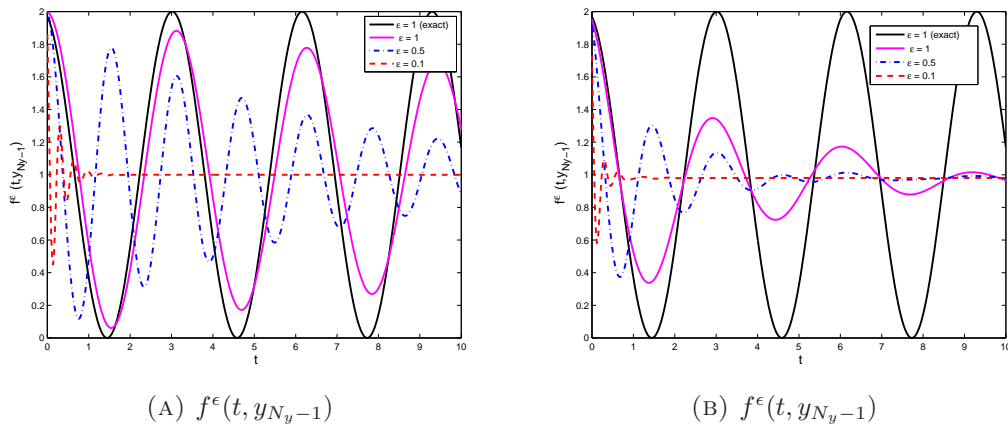 2
1.8
1.6
1.4
1.2
1
0.8
0.6
0.4
0.2
0
f^ε (t,y_{Ny-1})
0 1 2 3 4 5 6 7 8 9 10
t
ε = 1 (exact)
ε = 1
ε = 0.5
ε = 0.1
(A) f^ϵ(t, y_{N_y−1})
2
1.8
1.6
1.4
1.2
1
0.8
0.6
0.4
0.2
0
f^ε (t,y_{Ny-1})
0 1 2 3 4 5 6 7 8 9 10
t
ε = 1 (exact)
ε = 1
ε = 0.5
ε = 0.1
(B) f^ϵ(t, y_{N_y−1})